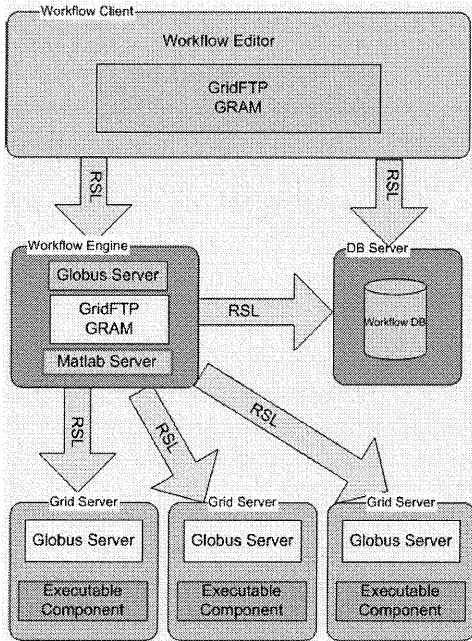 Workflow Client
Workflow Editor
GridFTP
GRAM
RSL
RSL
Workflow Engine
DB Server
Globus Server
GridFTP
GRAM
Matlab Server
RSL
Workflow DB
RSL
RSL
RSL
Grid Server
Grid Server
Grid Server
Globus Server
Globus Server
Globus Server
Executable
Component
Executable
Component
Executable
Component